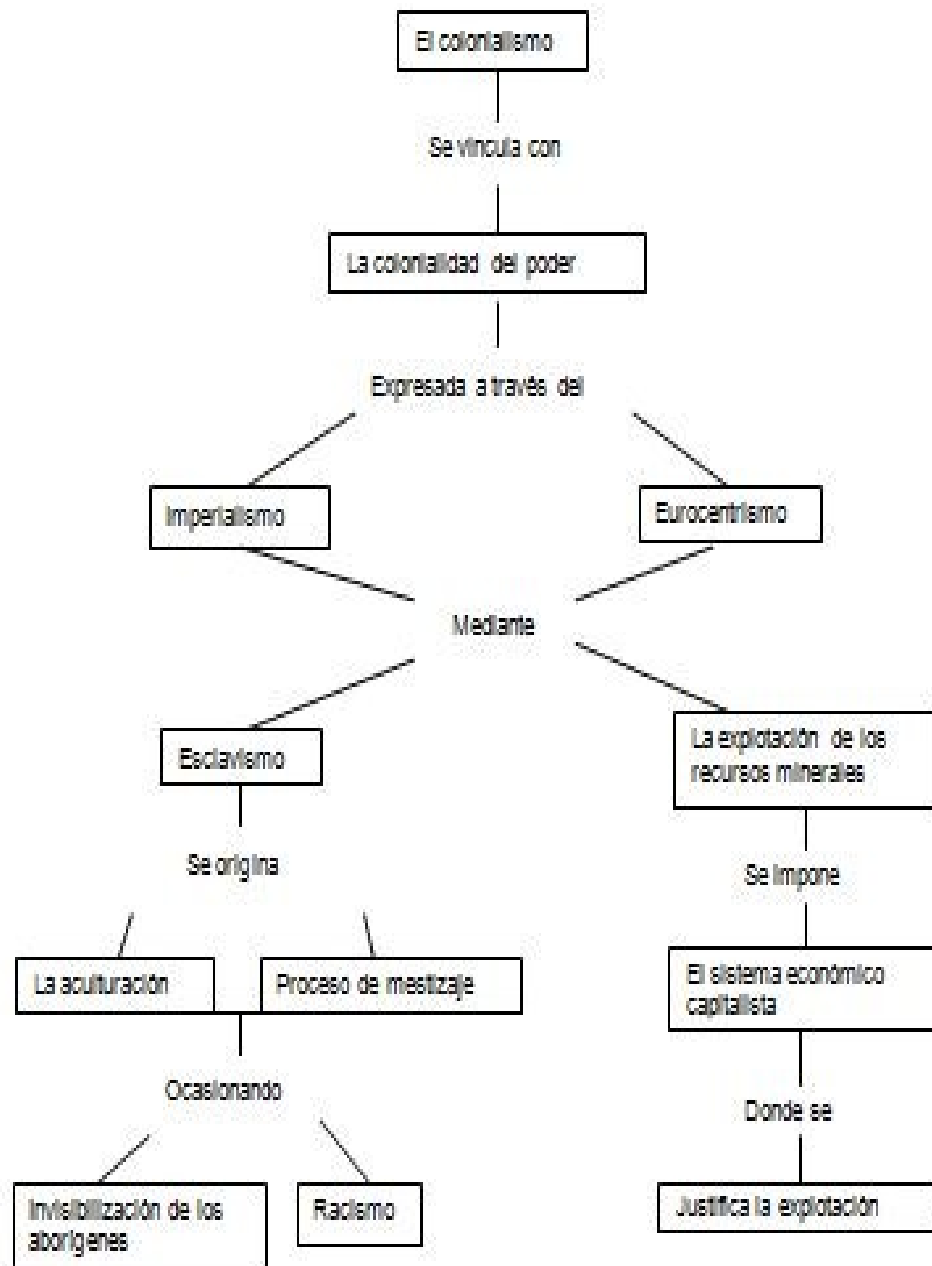 El colonialismo
Se vincula con
La colonialidad del poder
Expresada a través del
Imperialismo
Eurocentrismo
Mediante
Esclavismo
La explotación de los
recursos minerales
Se origina
Se impone
La aculturación
Proceso de mestizaje
El sistema económico
capitalista
Ocasionando
Donde se
Invisibilización de los
aborígenes
Racismo
Justifica la explotación